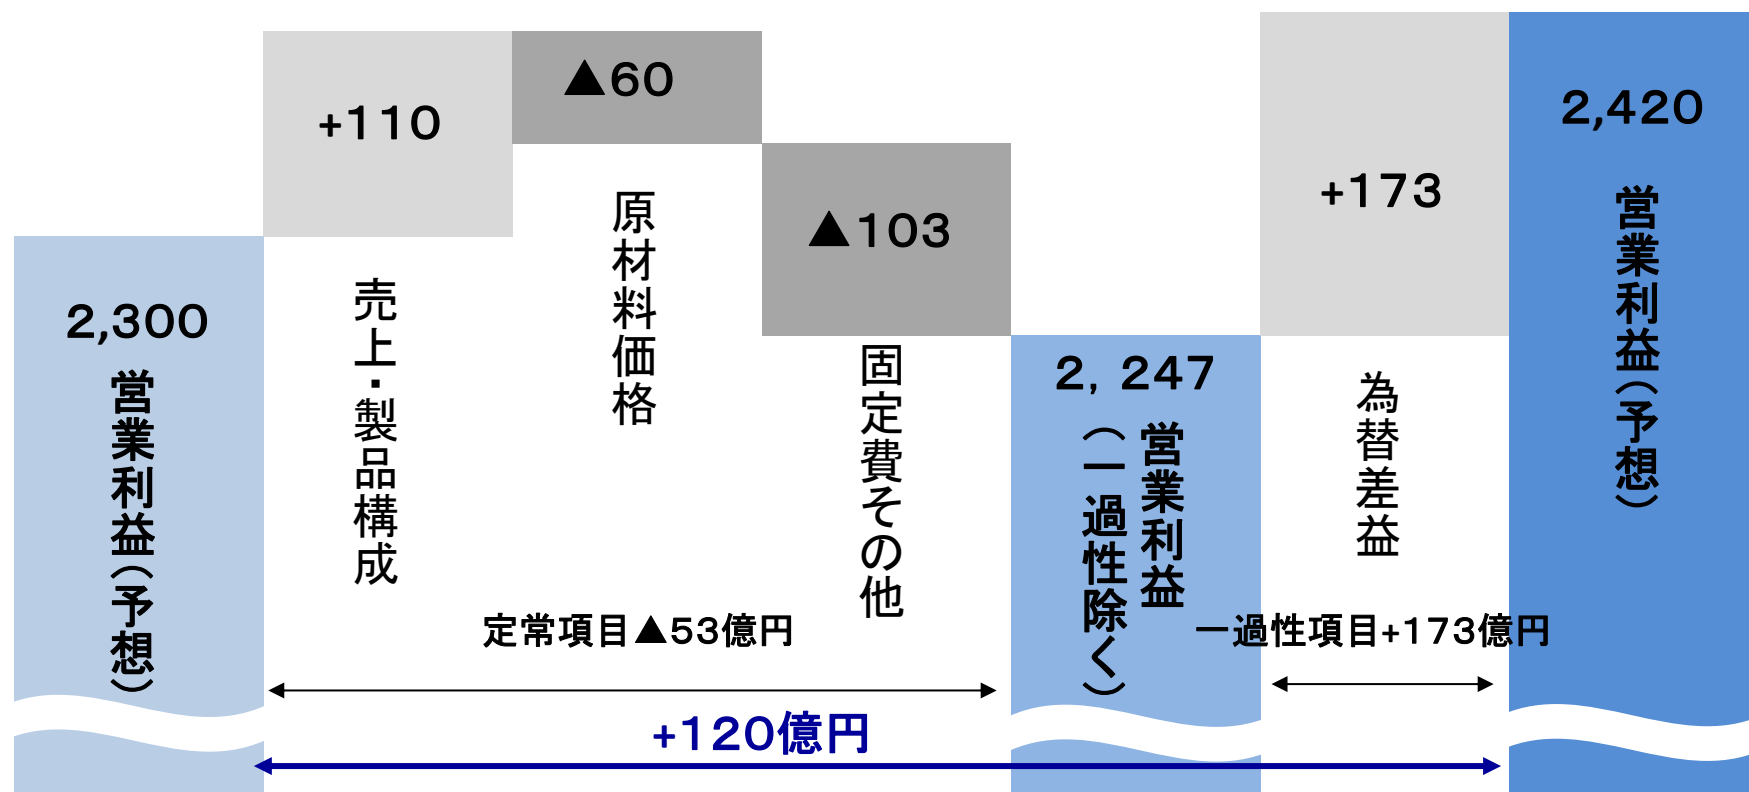 2,300
営業利益(予想)
+110
売上・製品構成
▲60
原材料価格
▲103
固定費その他
2, 247
営業利益
(一過性除く)
+173
為替差益
2,420
営業利益(予想)
定常項目▲53億円
一過性項目+173億円
+120億円